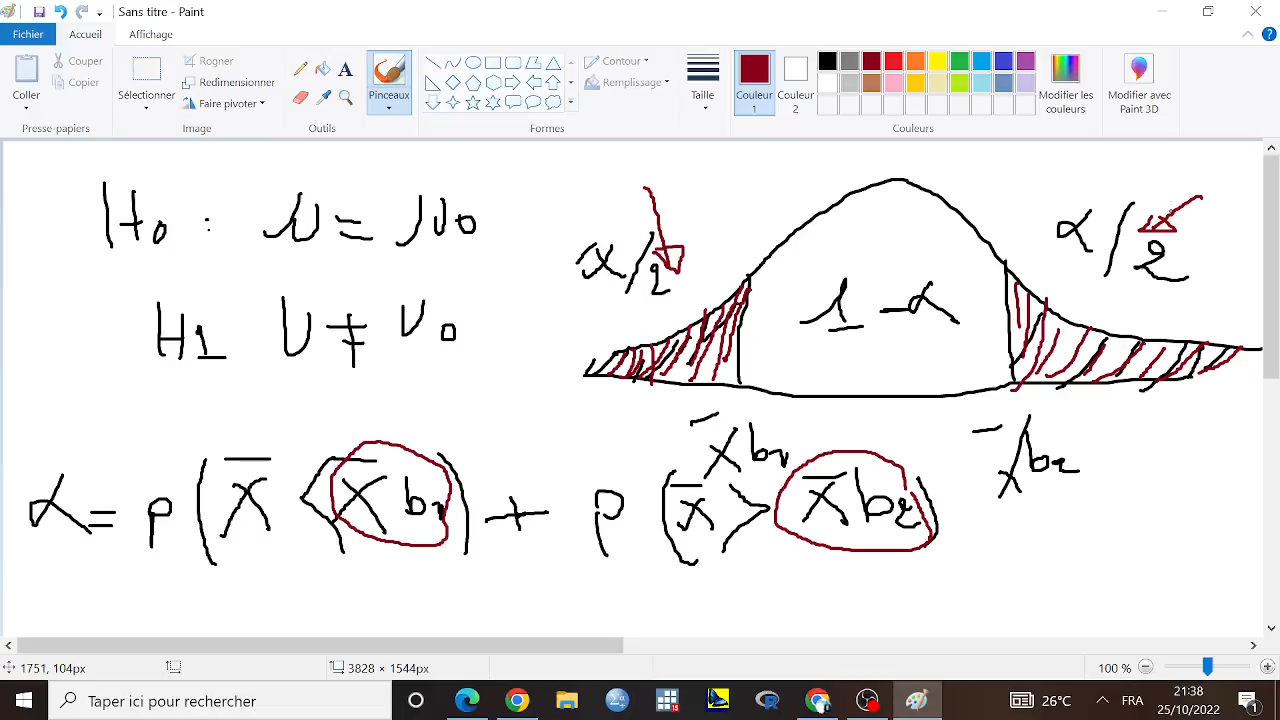 Sans titre - Paint
Fichier Accueil Affichage
Coller
Couper
Copier
Presse-papiers
Sélectionner
Rogner
Redimensionner
Faire pivoter
Image
Outils
Pinceaux
Contour
Remplissage
Formes
Taille
Couleur 1
Couleur 2
Modifier les couleurs
Modifier avec Paint 3D
Couleurs
H0 : μ = μ0
H1 μ ≠ μ0
α/2
1 - α
α/2
X̄b1
X̄b2
α = p(X̄ < X̄b1) + p(X̄ > X̄b2)
1751, 104px
3828 × 1544px
100 %
Taper ici pour rechercher
26°C
FRA
21:38
25/10/2022